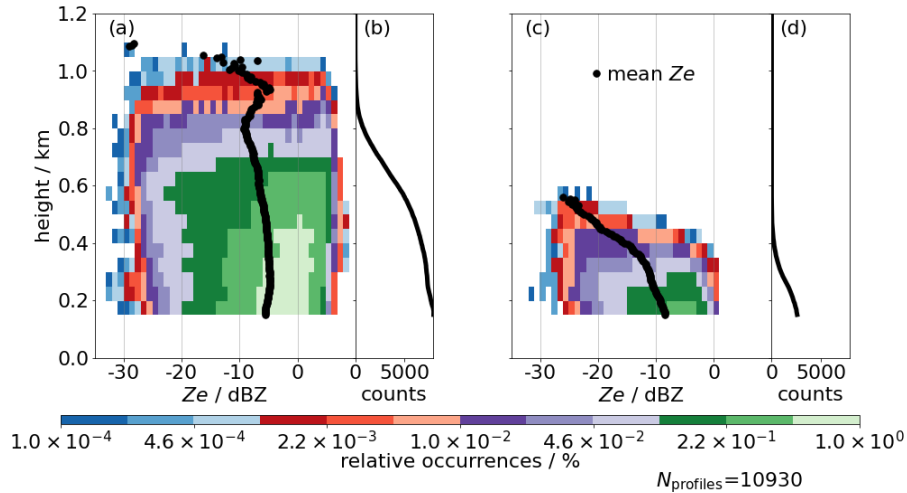 (a) (b) (c) (d)
mean Ze
height / km
1.2
1.0
0.8
0.6
0.4
0.2
0.0
-30 -20 -10 0 0 5000 -30 -20 -10 0 0 5000
Ze / dBZ counts Ze / dBZ counts
1.0 × 10⁻⁴ 4.6 × 10⁻⁴ 2.2 × 10⁻³ 1.0 × 10⁻² 4.6 × 10⁻² 2.2 × 10⁻¹ 1.0 × 10⁰
relative occurrences / %
Nprofiles=10930